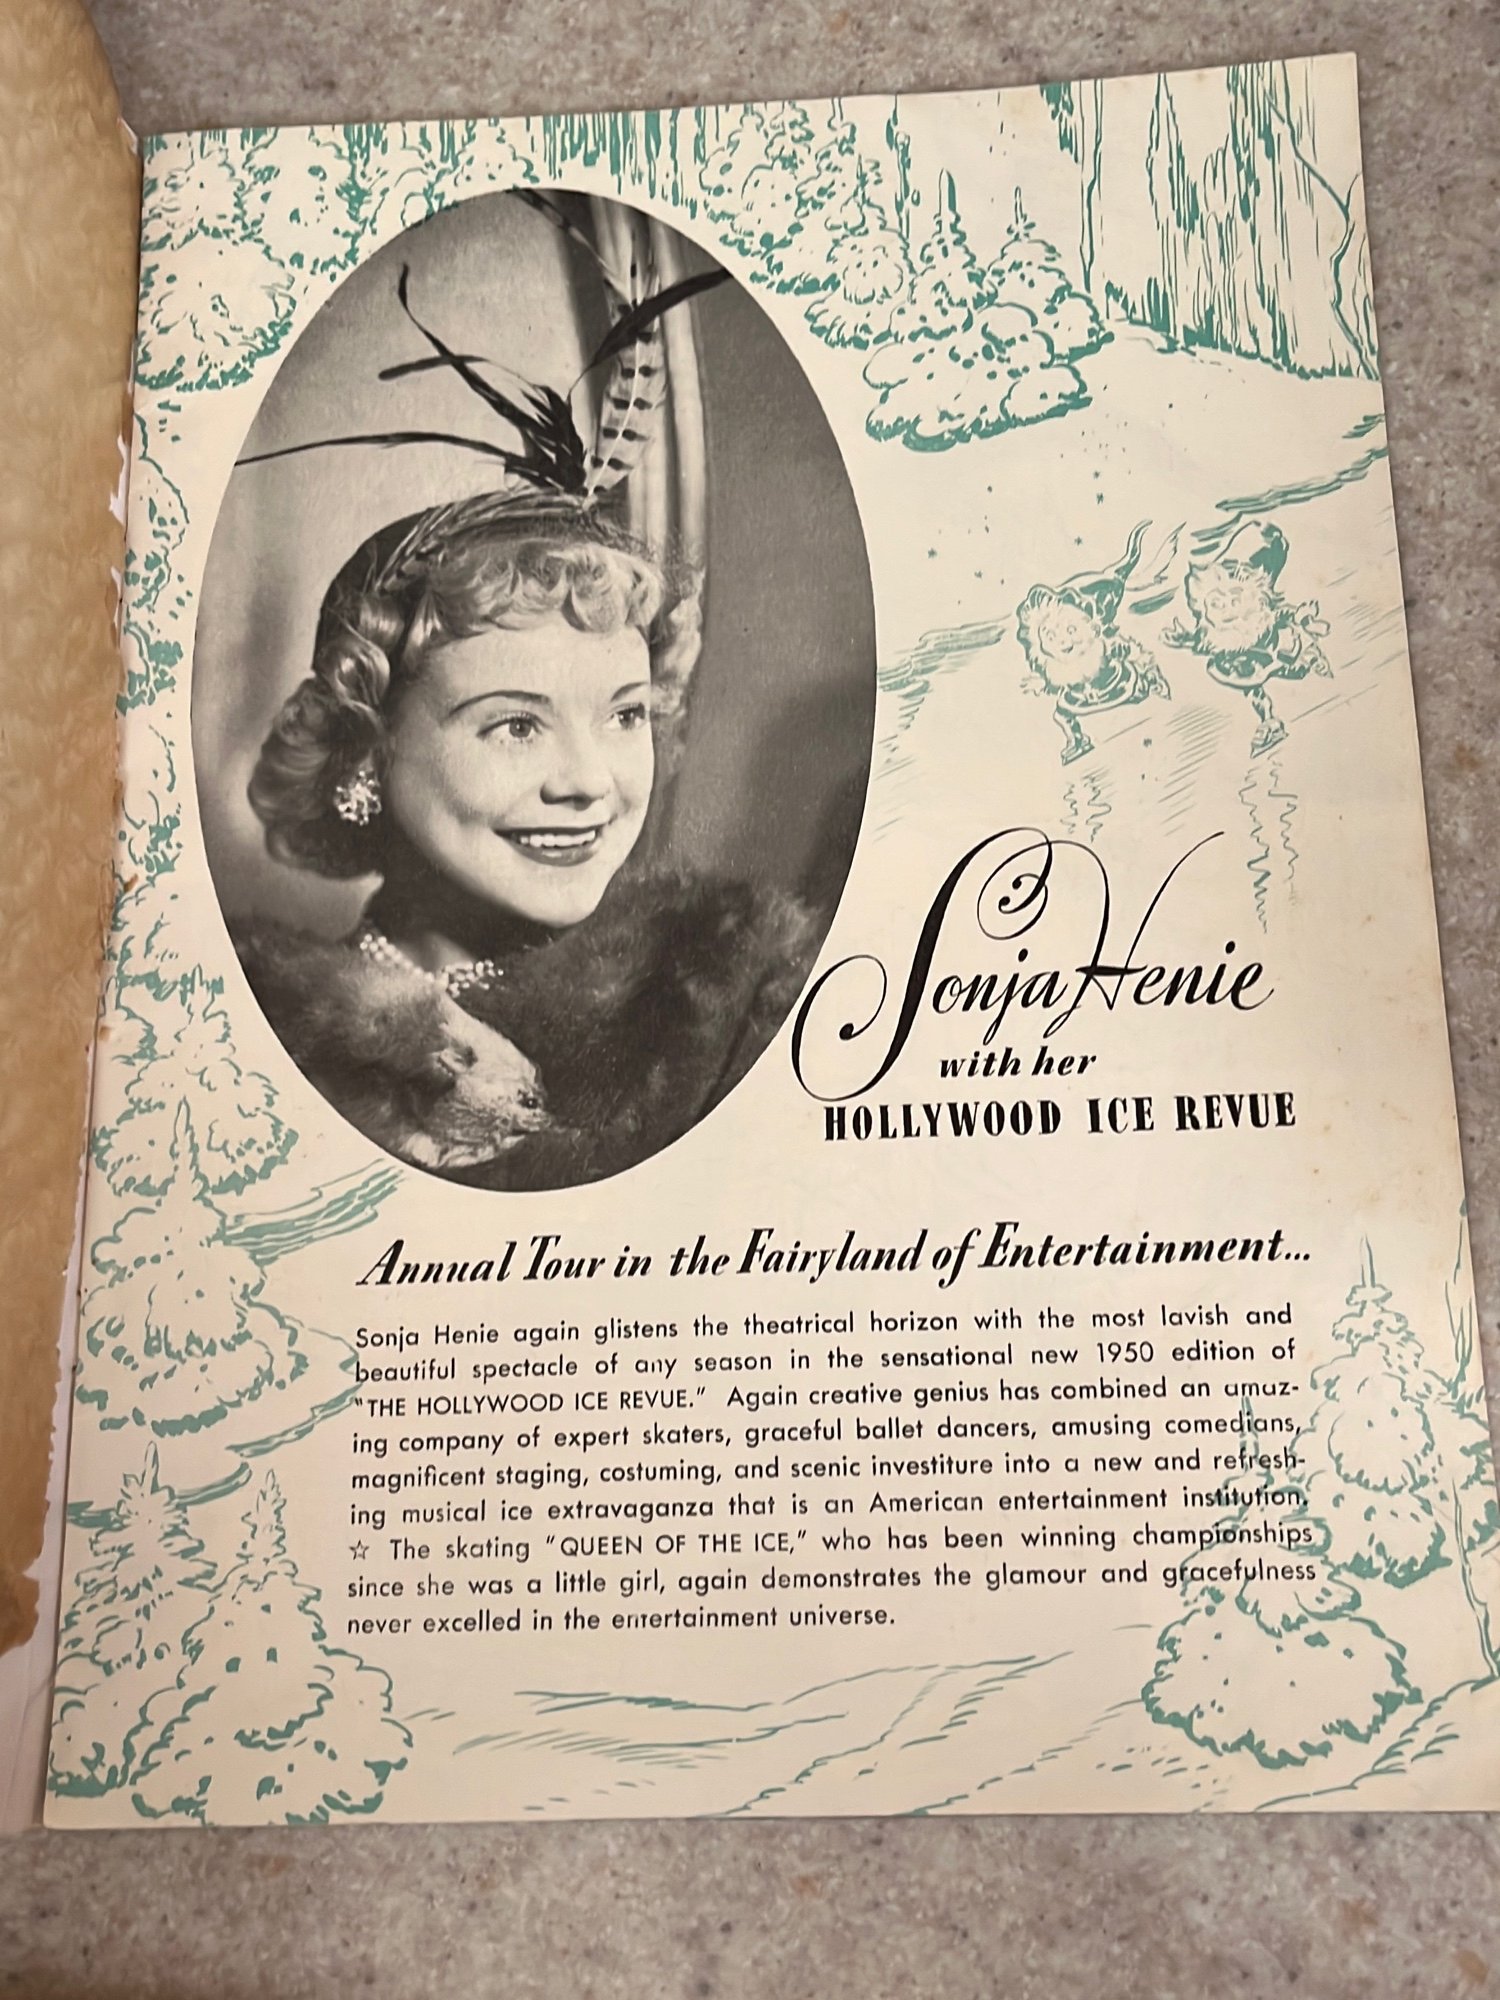 Sonja Henie
with her
HOLLYWOOD ICE REVUE
Annual Tour in the Fairyland of Entertainment...
Sonja Henie again glistens the theatrical horizon with the most lavish and
beautiful spectacle of any season in the sensational new 1950 edition of
"THE HOLLYWOOD ICE REVUE." Again creative genius has combined an amaz-
ing company of expert skaters, graceful ballet dancers, amusing comedians,
magnificent staging, costuming, and scenic investiture into a new and refresh-
ing musical ice extravaganza that is an American entertainment institution.
☆ The skating "QUEEN OF THE ICE," who has been winning championships
since she was a little girl, again demonstrates the glamour and gracefulness
never excelled in the entertainment universe.